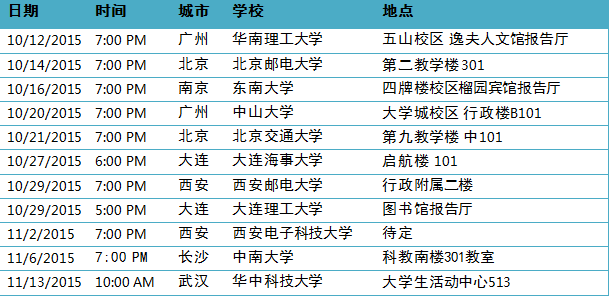 日期 时间 城市 学校 地点
10/12/2015 7:00 PM 广州 华南理工大学 五山校区 逸夫人文馆报告厅
10/14/2015 7:00 PM 北京 北京邮电大学 第二教学楼301
10/16/2015 7:00 PM 南京 东南大学 四牌楼校区榴园宾馆报告厅
10/20/2015 7:00 PM 广州 中山大学 大学城校区 行政楼B101
10/21/2015 7:00 PM 北京 北京交通大学 第九教学楼 中101
10/27/2015 6:00 PM 大连 大连海事大学 启航楼 101
10/29/2015 7:00 PM 西安 西安邮电大学 行政附属二楼
10/29/2015 5:00 PM 大连 大连理工大学 图书馆报告厅
11/2/2015 7:00 PM 西安 西安电子科技大学 待定
11/6/2015 7:00 PM 长沙 中南大学 科教南楼301教室
11/13/2015 10:00 AM 武汉 华中科技大学 大学生活动中心513